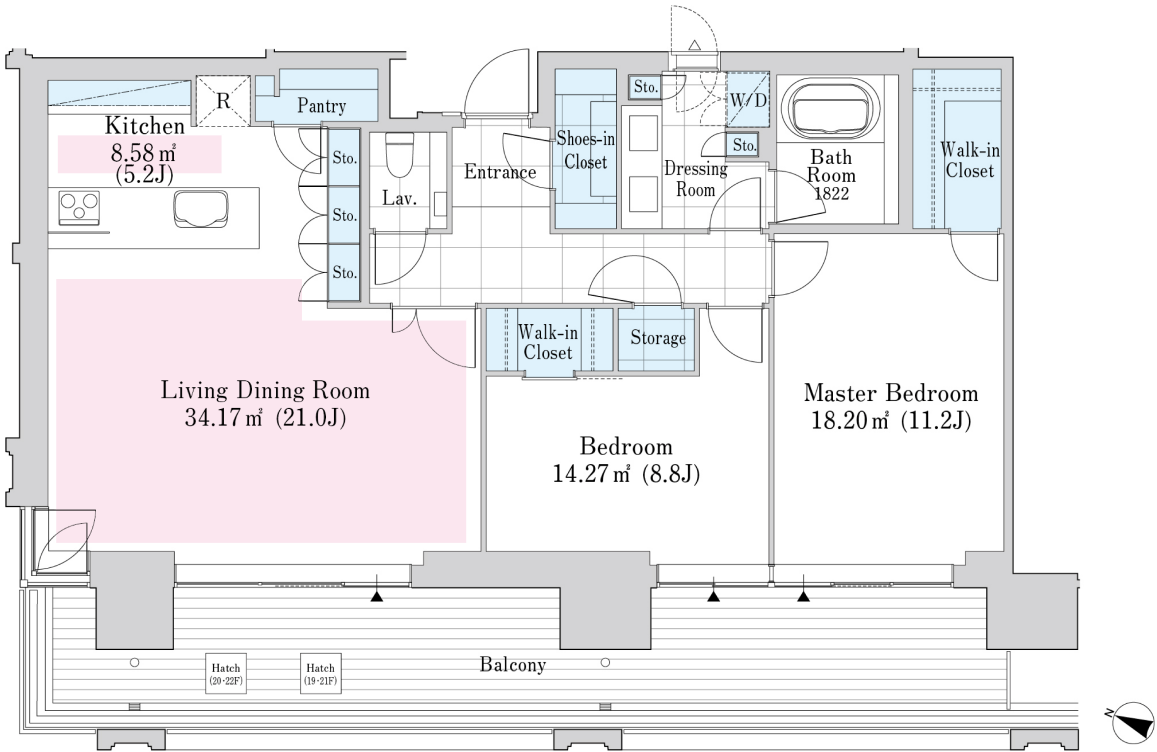 Kitchen
8.58㎡
(5.2J)
R
Pantry
Sto.
Sto.
Sto.
Lav.
Entrance
Shoes-in
Closet
Sto.
W/D
Sto.
Dressing
Room
Bath
Room
1822
Walk-in
Closet
Walk-in
Closet
Storage
Living Dining Room
34.17㎡ (21.0J)
Bedroom
14.27㎡ (8.8J)
Master Bedroom
18.20㎡ (11.2J)
Balcony
Hatch
(20・22F)
Hatch
(19・21F)
N